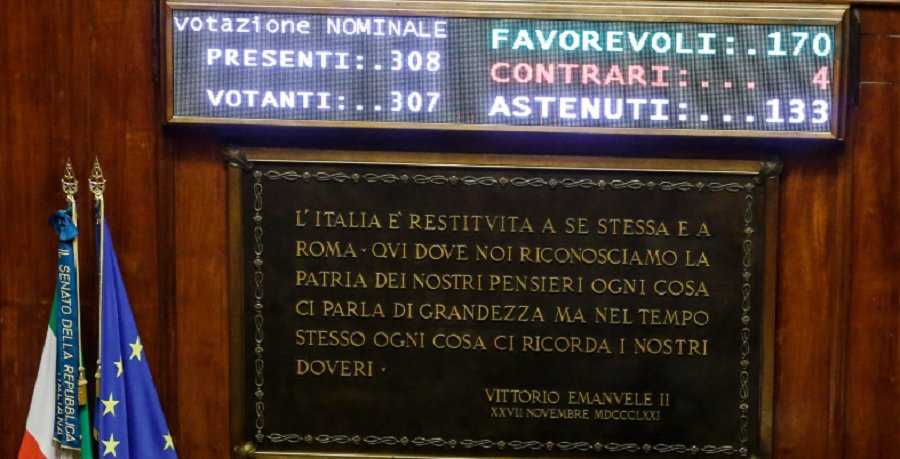 votazione NOMINALE
PRESENTI:.308
VOTANTI:..307
FAVOREVOLI:.170
CONTRARI:... 4
ASTENUTI:...133
L'ITALIA E' RESTITVITA A SE STESSA E A
ROMA · QVI DOVE NOI RICONOSCIAMO LA
PATRIA DEI NOSTRI PENSIERI OGNI COSA
CI PARLA DI GRANDEZZA MA NEL TEMPO
STESSO OGNI COSA CI RICORDA I NOSTRI
DOVERI ·
VITTORIO EMANVELE II
XXVII NOVEMBRE MDCCCLXXI
IL SENATO DELLA REPUBBLICA
ITALIANA